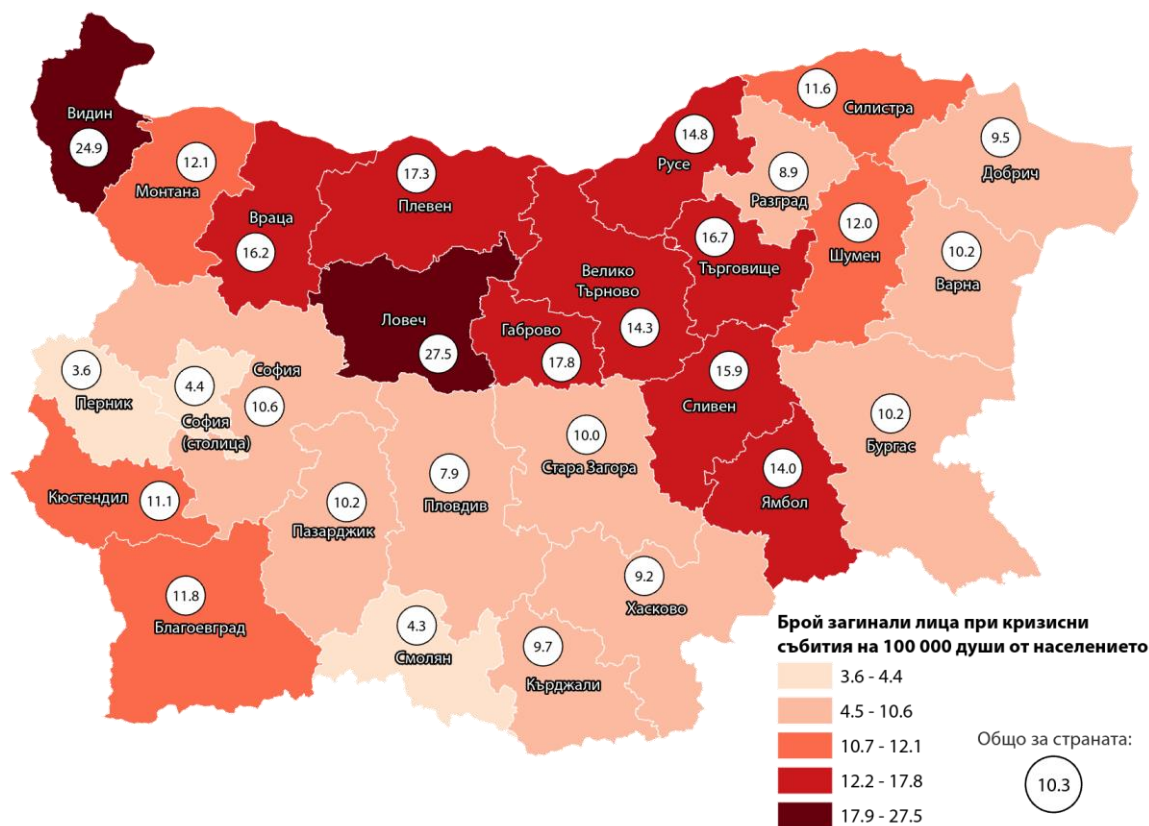 Видин
24.9
12.1
Монтана
Враца
16.2
17.3
Плевен
Ловеч
27.5
Габрово
17.8
Велико
Търново
14.3
14.8
Русе
11.6
Силистра
8.9
Разград
9.5
Добрич
16.7
Търговище
12.0
Шумен
10.2
Варна
3.6
Перник
4.4
София
(столица)
София
10.6
15.9
Сливен
10.2
Бургас
10.0
Стара Загора
14.0
Ямбол
7.9
Пловдив
10.2
Пазарджик
Кюстендил
11.1
11.8
Благоевград
4.3
Смолян
9.7
Кърджали
9.2
Хасково
Брой загинали лица при кризисни
събития на 100 000 души от населението
3.6 - 4.4
4.5 - 10.6
10.7 - 12.1
12.2 - 17.8
17.9 - 27.5
Общо за страната:
10.3